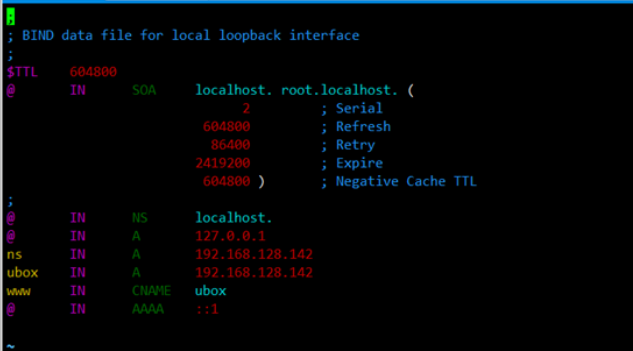 ;
; BIND data file for local loopback interface
;
$TTL 604800
@ IN SOA localhost. root.localhost. (
2 ; Serial
604800 ; Refresh
86400 ; Retry
2419200 ; Expire
604800 ) ; Negative Cache TTL
;
@ IN NS localhost.
@ IN A 127.0.0.1
ns IN A 192.168.128.142
ubox IN A 192.168.128.142
www IN CNAME ubox
@ IN AAAA ::1
~